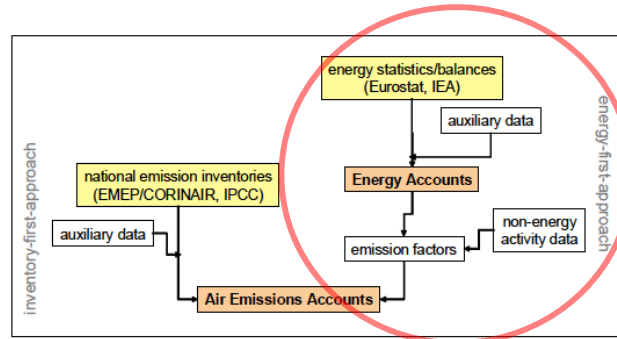 energy statistics/balances
(Eurostat, IEA)
auxiliary data
energy-first-approach
national emission inventories
(EMEP/CORINAIR, IPCC)
Energy Accounts
inventory-first-approach
auxiliary data
emission factors
non-energy
activity data
Air Emissions Accounts